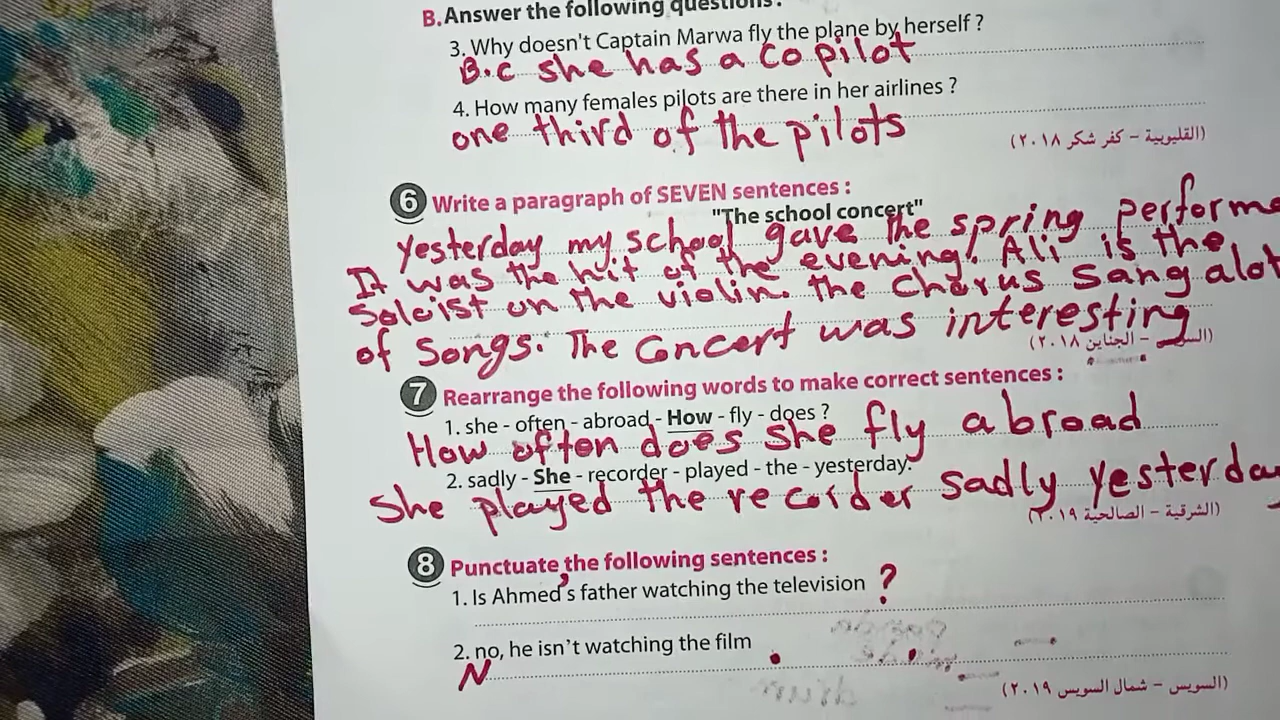 B. Answer the following questions:
3. Why doesn't Captain Marwa fly the plane by herself ?
B.c she has a co pilot
4. How many females pilots are there in her airlines ?
one third of the pilots
(القليوبية - كفر شكر ٢٠١٨)
6 Write a paragraph of SEVEN sentences :
"The school concert"
yesterday my school gave the spring performe
It was the hit of the evening. Ali is the
Soloist on the violin. The chorus Sang alot
of Songs. The Concert was interesting
(السويس - الجناين ٢٠١٨)
7 Rearrange the following words to make correct sentences :
1. she - often - abroad - How - fly - does ?
How often does she fly abroad
2. sadly - She - recorder - played - the - yesterday.
She played the recorder sadly yesterda
(الشرقية - الصالحية ٢٠١٩)
8 Punctuate the following sentences :
1. Is Ahmed's father watching the television ?
2. no, he isn't watching the film .
N
(السويس - شمال السويس ٢٠١٩)